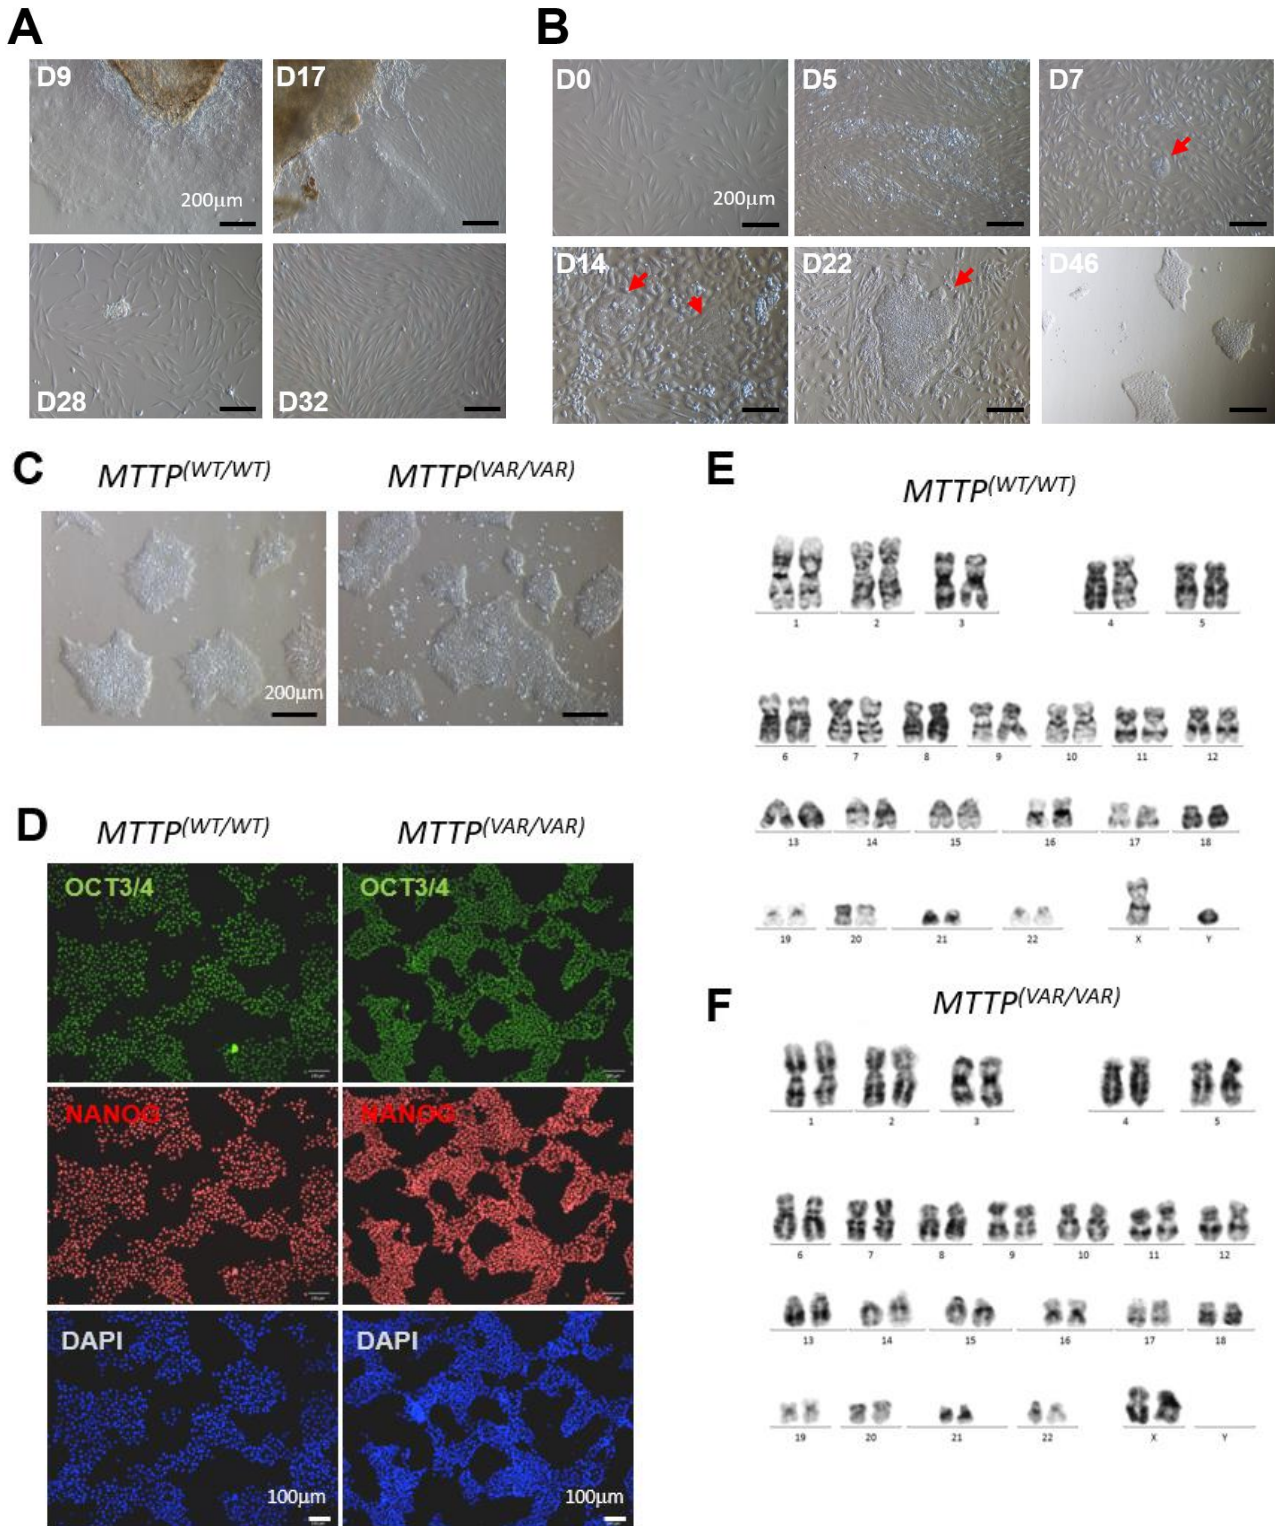 A
D9
D17
200μm
D28
D32
B
D0
D5
D7
200μm
D14
D22
D46
C
MTTP(WT/WT)
MTTP(VAR/VAR)
200μm
D
MTTP(WT/WT)
MTTP(VAR/VAR)
OCT3/4
OCT3/4
NANOG
NANOG
DAPI
DAPI
100μm
100μm
E
MTTP(WT/WT)
1 2 3 4 5
6 7 8 9 10 11 12
13 14 15 16 17 18
19 20 21 22 X Y
F
MTTP(VAR/VAR)
1 2 3 4 5
6 7 8 9 10 11 12
13 14 15 16 17 18
19 20 21 22 X Y